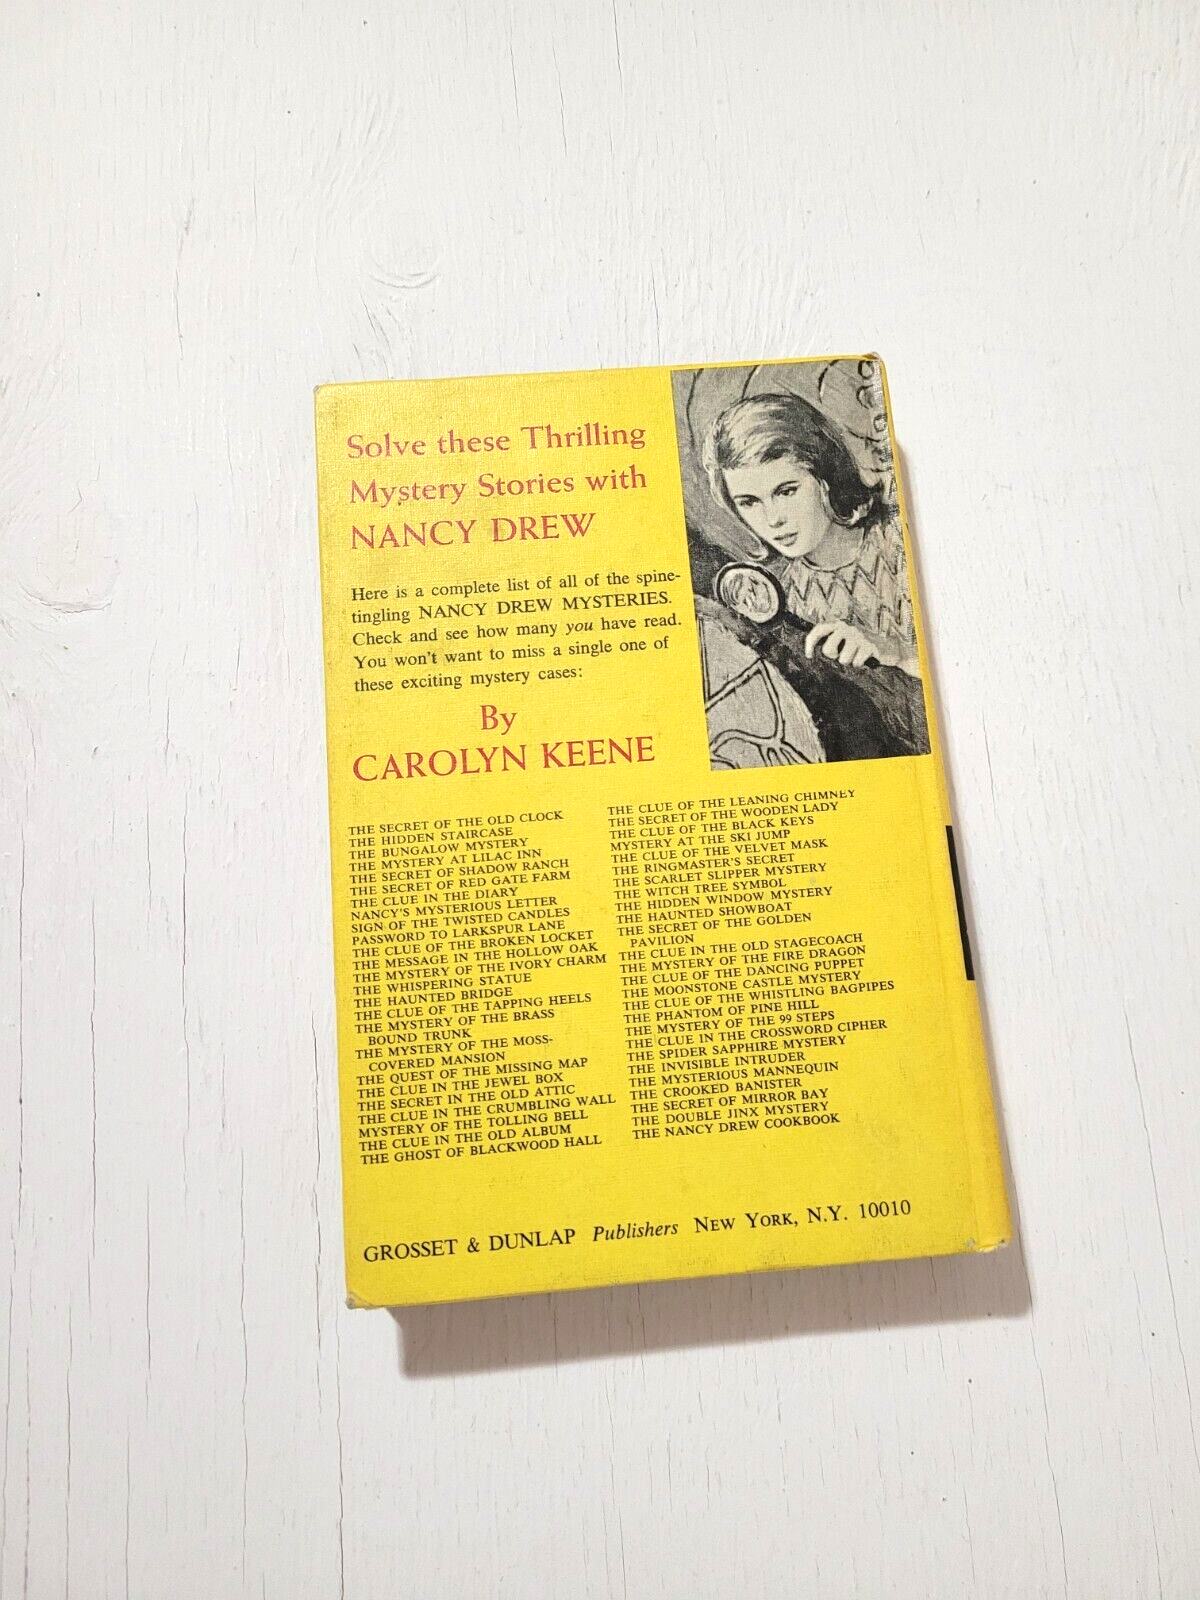 Solve these Thrilling
Mystery Stories with
NANCY DREW
Here is a complete list of all of the spine-
tingling NANCY DREW MYSTERIES.
Check and see how many you have read.
You won't want to miss a single one of
these exciting mystery cases:
By
CAROLYN KEENE
THE SECRET OF THE OLD CLOCK
THE HIDDEN STAIRCASE
THE BUNGALOW MYSTERY
THE MYSTERY AT LILAC INN
THE SECRET OF SHADOW RANCH
THE SECRET OF RED GATE FARM
THE CLUE IN THE DIARY
NANCY'S MYSTERIOUS LETTER
SIGN OF THE TWISTED CANDLES
PASSWORD TO LARKSPUR LANE
THE CLUE OF THE BROKEN LOCKET
THE MESSAGE IN THE HOLLOW OAK
THE MYSTERY OF THE IVORY CHARM
THE WHISPERING STATUE
THE HAUNTED BRIDGE
THE CLUE OF THE TAPPING HEELS
THE MYSTERY OF THE BRASS
BOUND TRUNK
THE MYSTERY OF THE MOSS-
COVERED MANSION
THE QUEST OF THE MISSING MAP
THE CLUE IN THE JEWEL BOX
THE SECRET IN THE OLD ATTIC
THE CLUE IN THE CRUMBLING WALL
MYSTERY OF THE TOLLING BELL
THE CLUE IN THE OLD ALBUM
THE GHOST OF BLACKWOOD HALL
THE CLUE OF THE LEANING CHIMNEY
THE SECRET OF THE WOODEN LADY
THE CLUE OF THE BLACK KEYS
MYSTERY AT THE SKI JUMP
THE CLUE OF THE VELVET MASK
THE RINGMASTER'S SECRET
THE SCARLET SLIPPER MYSTERY
THE WITCH TREE SYMBOL
THE HIDDEN WINDOW MYSTERY
THE HAUNTED SHOWBOAT
THE SECRET OF THE GOLDEN
PAVILION
THE CLUE IN THE OLD STAGECOACH
THE MYSTERY OF THE FIRE DRAGON
THE CLUE OF THE DANCING PUPPET
THE MOONSTONE CASTLE MYSTERY
THE CLUE OF THE WHISTLING BAGPIPES
THE PHANTOM OF PINE HILL
THE MYSTERY OF THE 99 STEPS
THE CLUE IN THE CROSSWORD CIPHER
THE SPIDER SAPPHIRE MYSTERY
THE INVISIBLE INTRUDER
THE MYSTERIOUS MANNEQUIN
THE CROOKED BANISTER
THE SECRET OF MIRROR BAY
THE DOUBLE JINX MYSTERY
THE NANCY DREW COOKBOOK
GROSSET & DUNLAP Publishers NEW YORK, N.Y. 10010